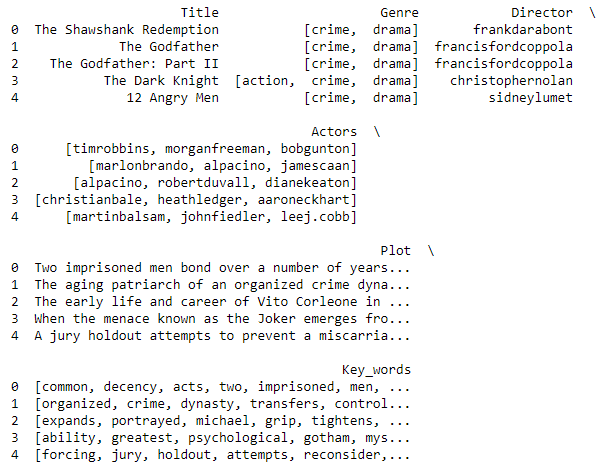 Title Genre Director \
0 The Shawshank Redemption [crime, drama] frankdarabont
1 The Godfather [crime, drama] francisfordcoppola
2 The Godfather: Part II [crime, drama] francisfordcoppola
3 The Dark Knight [action, crime, drama] christophernolan
4 12 Angry Men [crime, drama] sidneylumet
Actors \
0 [timrobbins, morganfreeman, bobgunton]
1 [marlonbrando, alpacino, jamescaan]
2 [alpacino, robertduvall, dianekeaton]
3 [christianbale, heathledger, aaroneckhart]
4 [martinbalsam, johnfiedler, leej.cobb]
Plot \
0 Two imprisoned men bond over a number of years...
1 The aging patriarch of an organized crime dyna...
2 The early life and career of Vito Corleone in ...
3 When the menace known as the Joker emerges fro...
4 A jury holdout attempts to prevent a miscarria...
Key_words
0 [common, decency, acts, two, imprisoned, men, ...
1 [organized, crime, dynasty, transfers, control...
2 [expands, portrayed, michael, grip, tightens, ...
3 [ability, greatest, psychological, gotham, mys...
4 [forcing, jury, holdout, attempts, reconsider,...